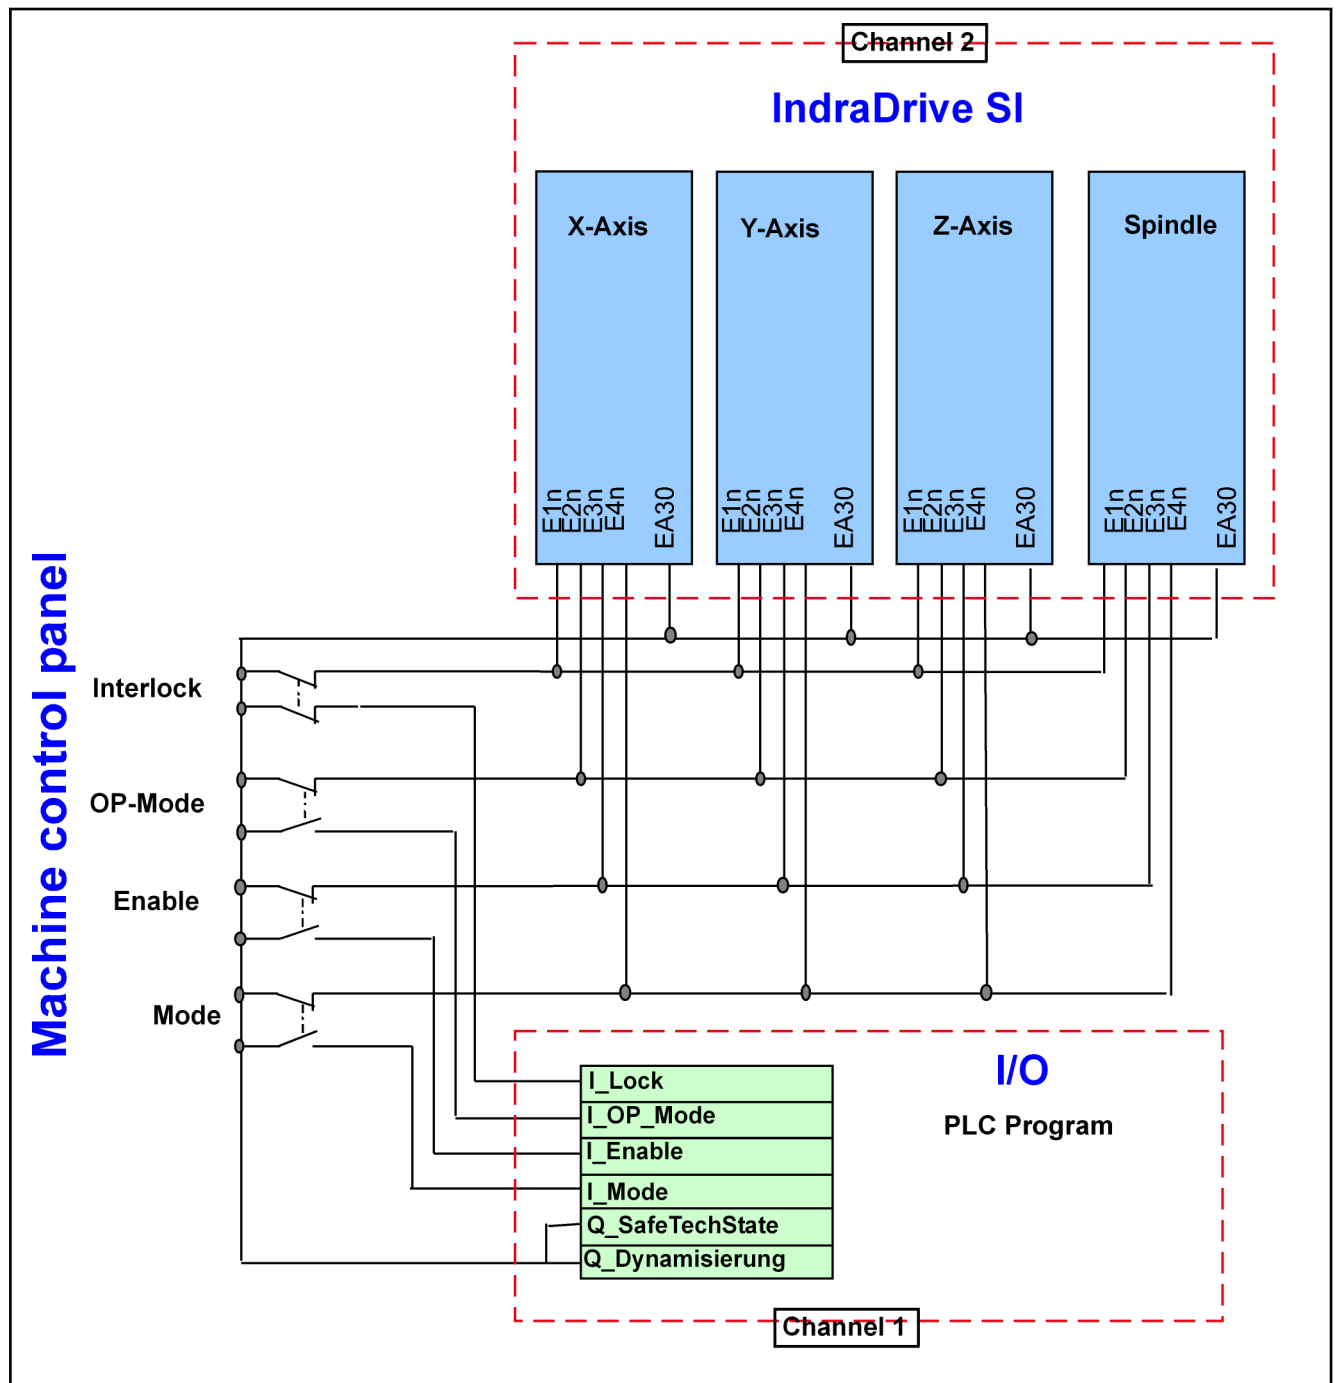 Channel 2
IndraDrive SI
X-Axis
Y-Axis
Z-Axis
Spindle
E1n
E2n
E3n
E4n
EA30
E1n
E2n
E3n
E4n
EA30
E1n
E2n
E3n
E4n
EA30
E1n
E2n
E3n
E4n
EA30
Machine control panel
Interlock
OP-Mode
Enable
Mode
I/O
PLC Program
I_Lock
I_OP_Mode
I_Enable
I_Mode
Q_SafeTechState
Q_Dynamisierung
Channel 1